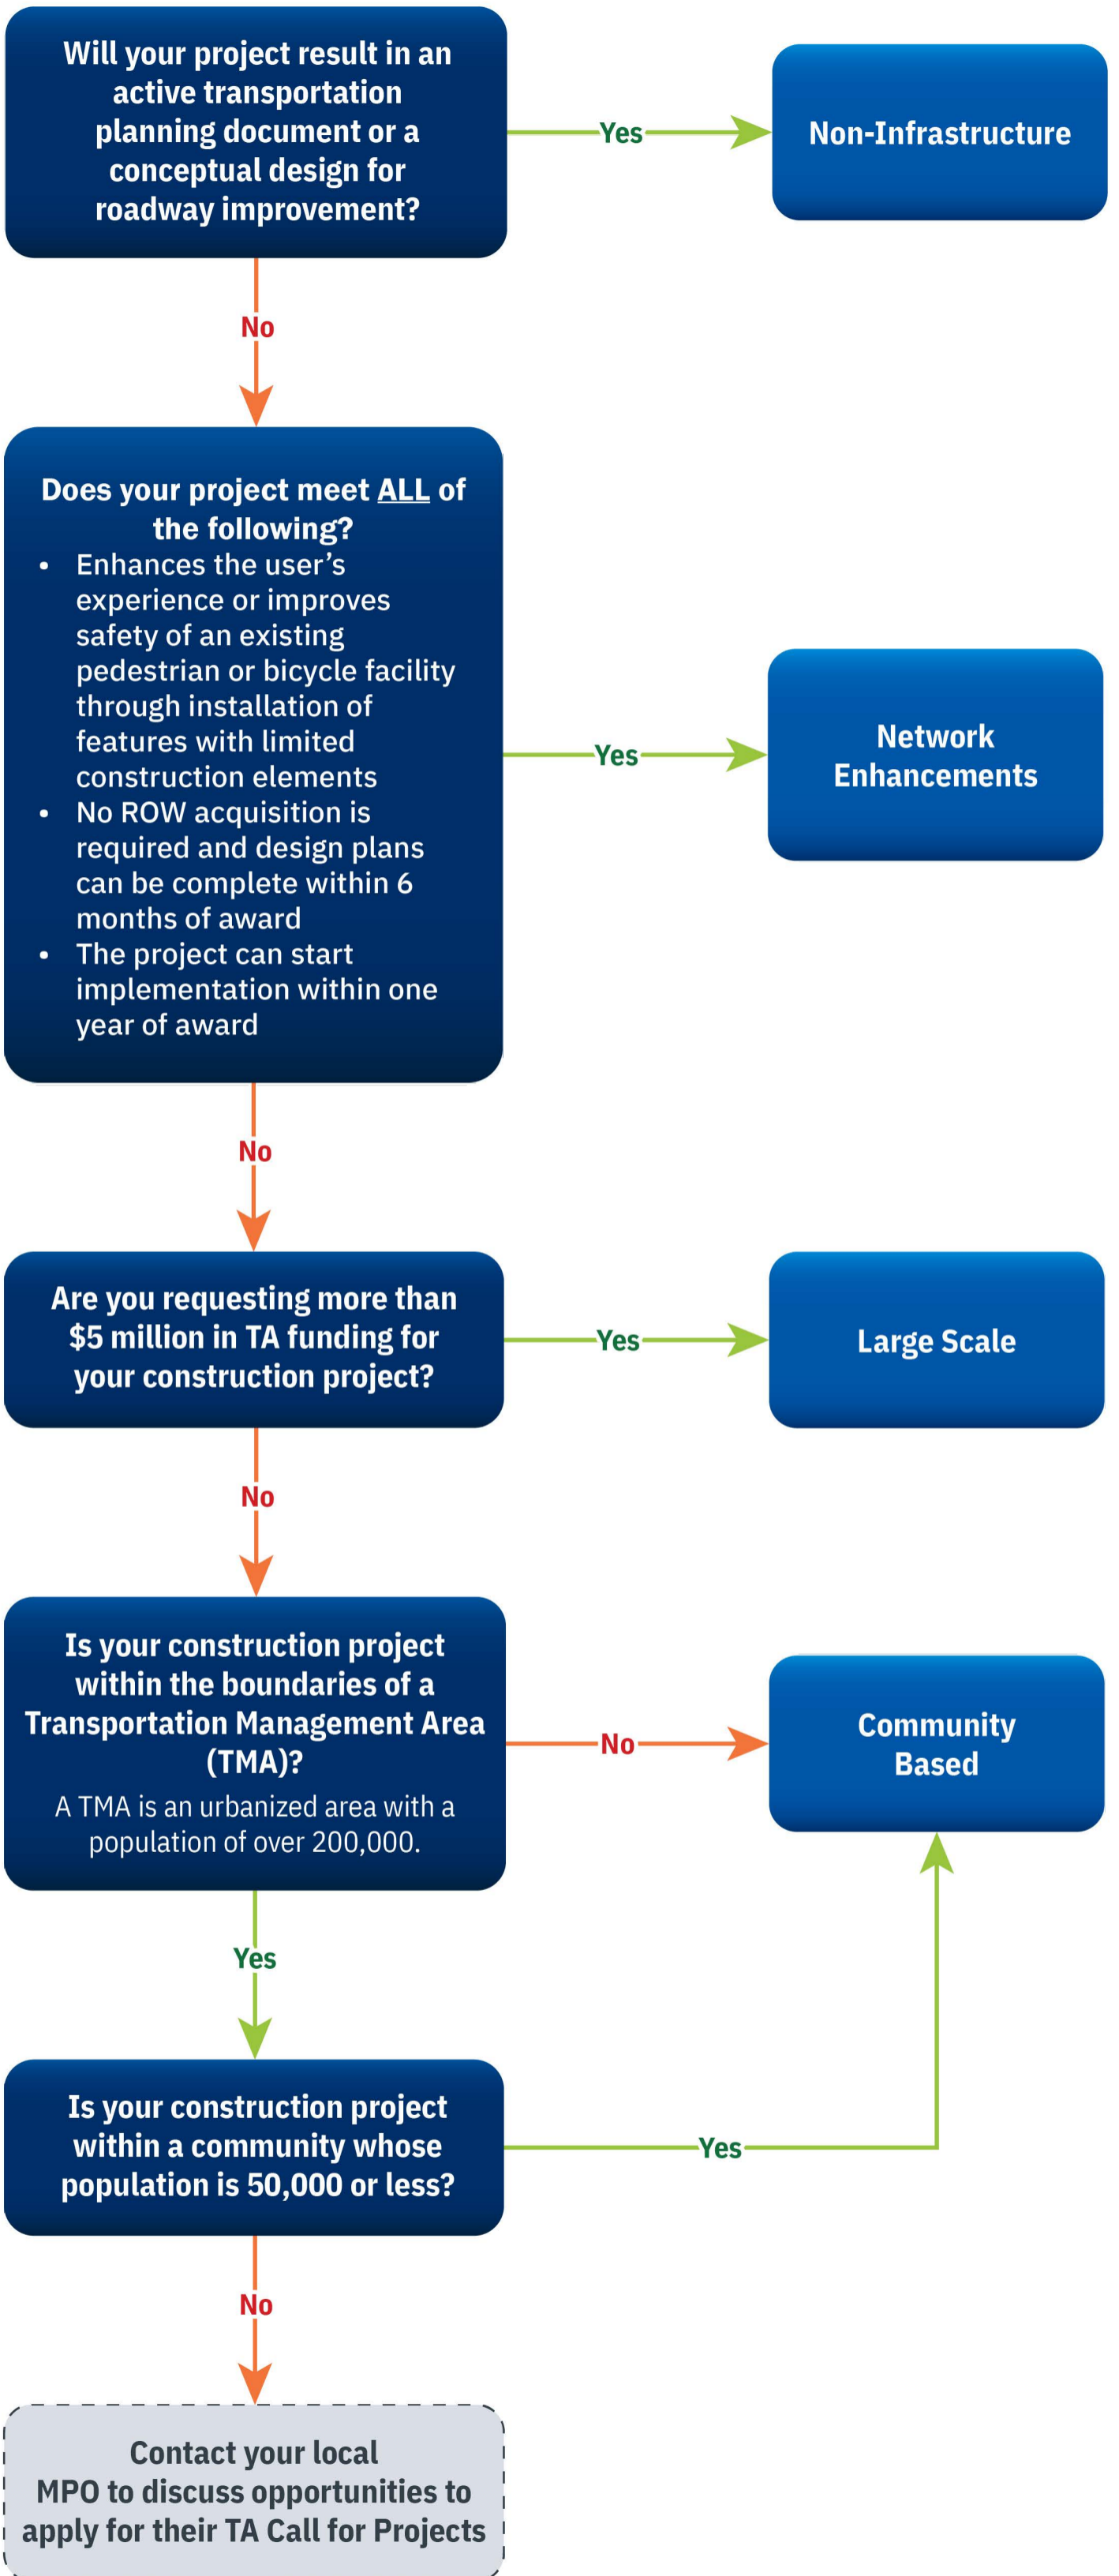 Will your project result in an
active transportation
planning document or a
conceptual design for
roadway improvement?
Yes
Non-Infrastructure
No
Does your project meet ALL of
the following?
• Enhances the user’s
experience or improves
safety of an existing
pedestrian or bicycle facility
through installation of
features with limited
construction elements
• No ROW acquisition is
required and design plans
can be complete within 6
months of award
• The project can start
implementation within one
year of award
Yes
Network
Enhancements
No
Are you requesting more than
$5 million in TA funding for
your construction project?
Yes
Large Scale
No
Is your construction project
within the boundaries of a
Transportation Management Area
(TMA)?
A TMA is an urbanized area with a
population of over 200,000.
No
Community
Based
Yes
Is your construction project
within a community whose
population is 50,000 or less?
Yes
No
Contact your local
MPO to discuss opportunities to
apply for their TA Call for Projects